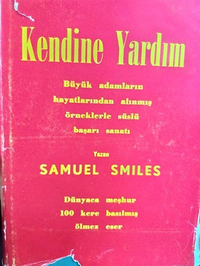 Kendine Yardım
Büyük adamların
hayatlarından alınmış
örneklerle süslü
başarı sanatı
Yazan
SAMUEL SMILES
Dünyaca meşhur
100 kere basılmış
ölmez eser